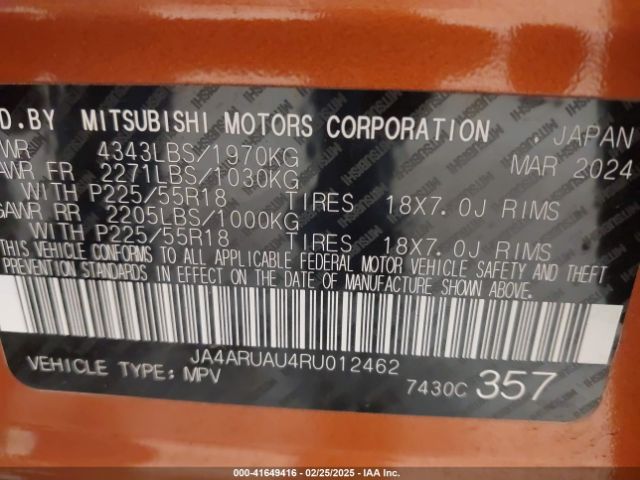 D.BY MITSUBISHI MOTORS CORPORATION , JAPAN
WR 4343LBS/1970KG MAR 2024
AWR FR 2271LBS/1030KG
WITH P225/55R18 TIRES 18X7.0J RIMS
GAWR RR 2205LBS/1000KG
WITH P225/55R18 TIRES 18X7.0J RIMS
THIS VEHICLE CONFORMS TO ALL APPLICABLE FEDERAL MOTOR VEHICLE SAFETY AND THEFT
PREVENTION STANDARDS IN EFFECT ON THE DATE OF MANUFACTURE SHOWN ABOVE.
JA4ARUAU4RU012462
VEHICLE TYPE: MPV 7430C 357
000-41649416 - 02/25/2025 - IAA Inc.